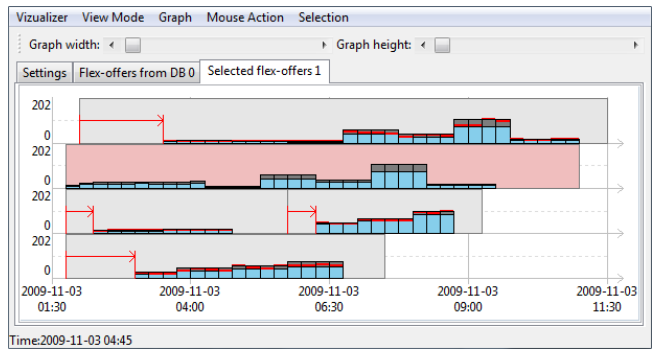 Vizualizer View Mode Graph Mouse Action Selection
Graph width: Graph height:
Settings Flex-offers from DB 0 Selected flex-offers 1
202
0
202
0
202
0
202
0
2009-11-03 2009-11-03 2009-11-03 2009-11-03 2009-11-03
01:30 04:00 06:30 09:00 11:30
Time:2009-11-03 04:45